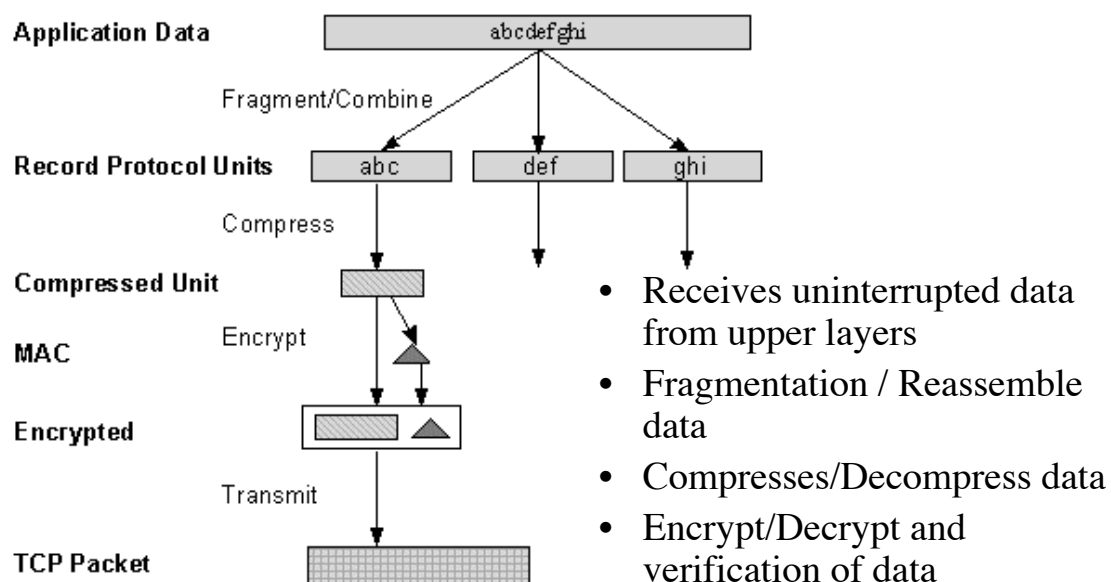 Application Data
abcdefghi
Fragment/Combine
Record Protocol Units
abc
def
ghi
Compress
Compressed Unit
Encrypt
MAC
Encrypted
Transmit
TCP Packet
• Receives uninterrupted data
from upper layers
• Fragmentation / Reassemble
data
• Compresses/Decompress data
• Encrypt/Decrypt and
verification of data